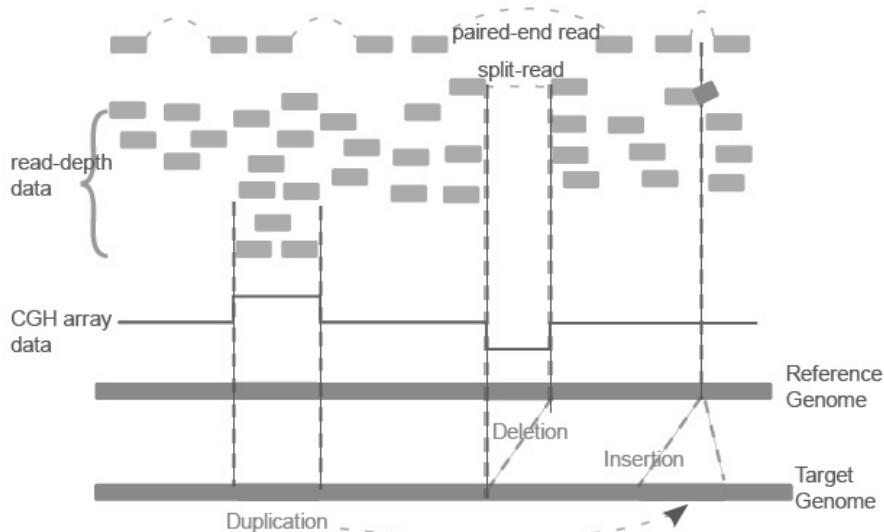 paired-end read
split-read
read-depth
data
CGH array
data
Reference
Genome
Deletion
Insertion
Target
Genome
Duplication